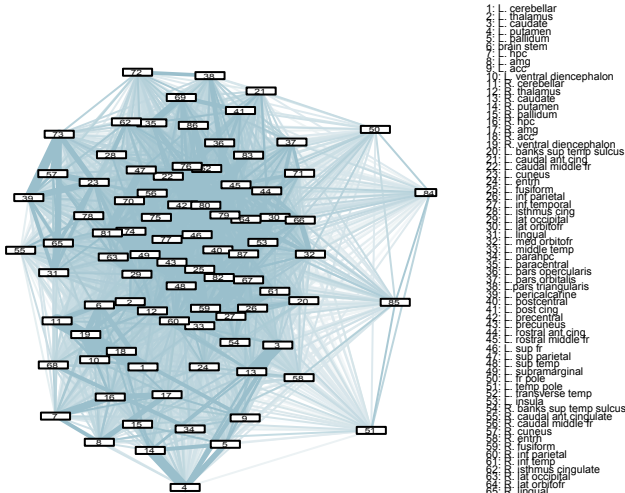 72
38
21
69
41
62 35 86
50
73
36
37
28
83
76 52
47
22
57
71
23
45
44
56
39
70
84
42 80
78
75
79
64 30
66
81 74
46
77
65
53
55
63 49
40
87
32
43
25
31
29
82
67
48
61
2
6
59
26
20
85
12
27
11
60
33
19
54
3
18
10
68
1
24
13
58
17
16
7
9
15
34
51
8
5
14
4
1: L. cerebellar
2: L. thalamus
3: L. caudate
4: L. putamen
5: L. pallidum
6: brain stem
7: L. hpc
8: L. amg
9: L. acc
10: L. ventral diencephalon
11: R. cerebellar
12: R. thalamus
13: R. caudate
14: R. putamen
15: R. pallidum
16: R. hpc
17: R. amg
18: R. acc
19: R. ventral diencephalon
20: L. banks sup temp sulcus
21: L. caudal ant cing
22: L. caudal middle fr
23: L. cuneus
24: L. entrh
25: L. fusiform
26: L. inf parietal
27: L. inf temporal
28: L. isthmus cing
29: L. lat occipital
30: L. lat orbitofr
31: L. lingual
32: L. med orbitofr
33: L. middle temp
34: L. parahpc
35: L. paracentral
36: L. pars opercularis
37: L. pars orbitalis
38: L. pars triangularis
39: L. pericalcarine
40: L. postcentral
41: L. post cing
42: L. precentral
43: L. precuneus
44: L. rostral ant cing
45: L. rostral middle fr
46: L. sup fr
47: L. sup parietal
48: L. sup temp
49: L. supramarginal
50: L. fr pole
51: L. temp pole
52: L. transverse temp
53: L. insula
54: R. banks sup temp sulcus
55: R. caudal ant cingulate
56: R. caudal middle fr
57: R. cuneus
58: R. entrh
59: R. fusiform
60: R. inf parietal
61: R. inf temp
62: R. isthmus cingulate
63: R. lat occipital
64: R. lat orbitofr
65: R. lingual